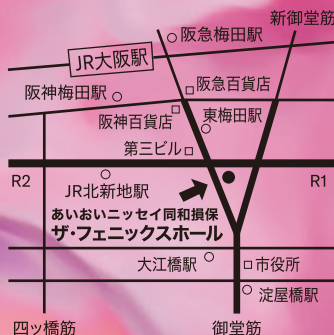 新御堂筋
阪急梅田駅
JR大阪駅
阪急百貨店
阪神梅田駅
東梅田駅
阪神百貨店
第三ビル
R2
R1
JR北新地駅
あいおいニッセイ同和損保
ザ・フェニックスホール
大江橋駅
市役所
淀屋橋駅
四ッ橋筋
御堂筋